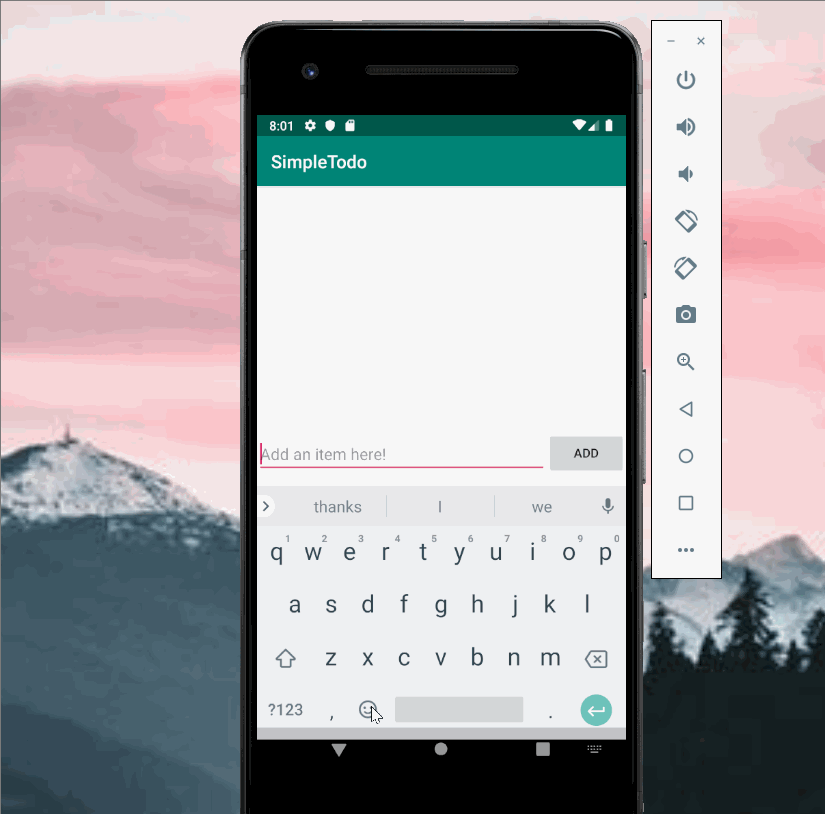 8:01
SimpleTodo
Add an item here!
ADD
thanks I we
1 2 3 4 5 6 7 8 9 0
q w e r t y u i o p
a s d f g h j k l
z x c v b n m
?123 , .